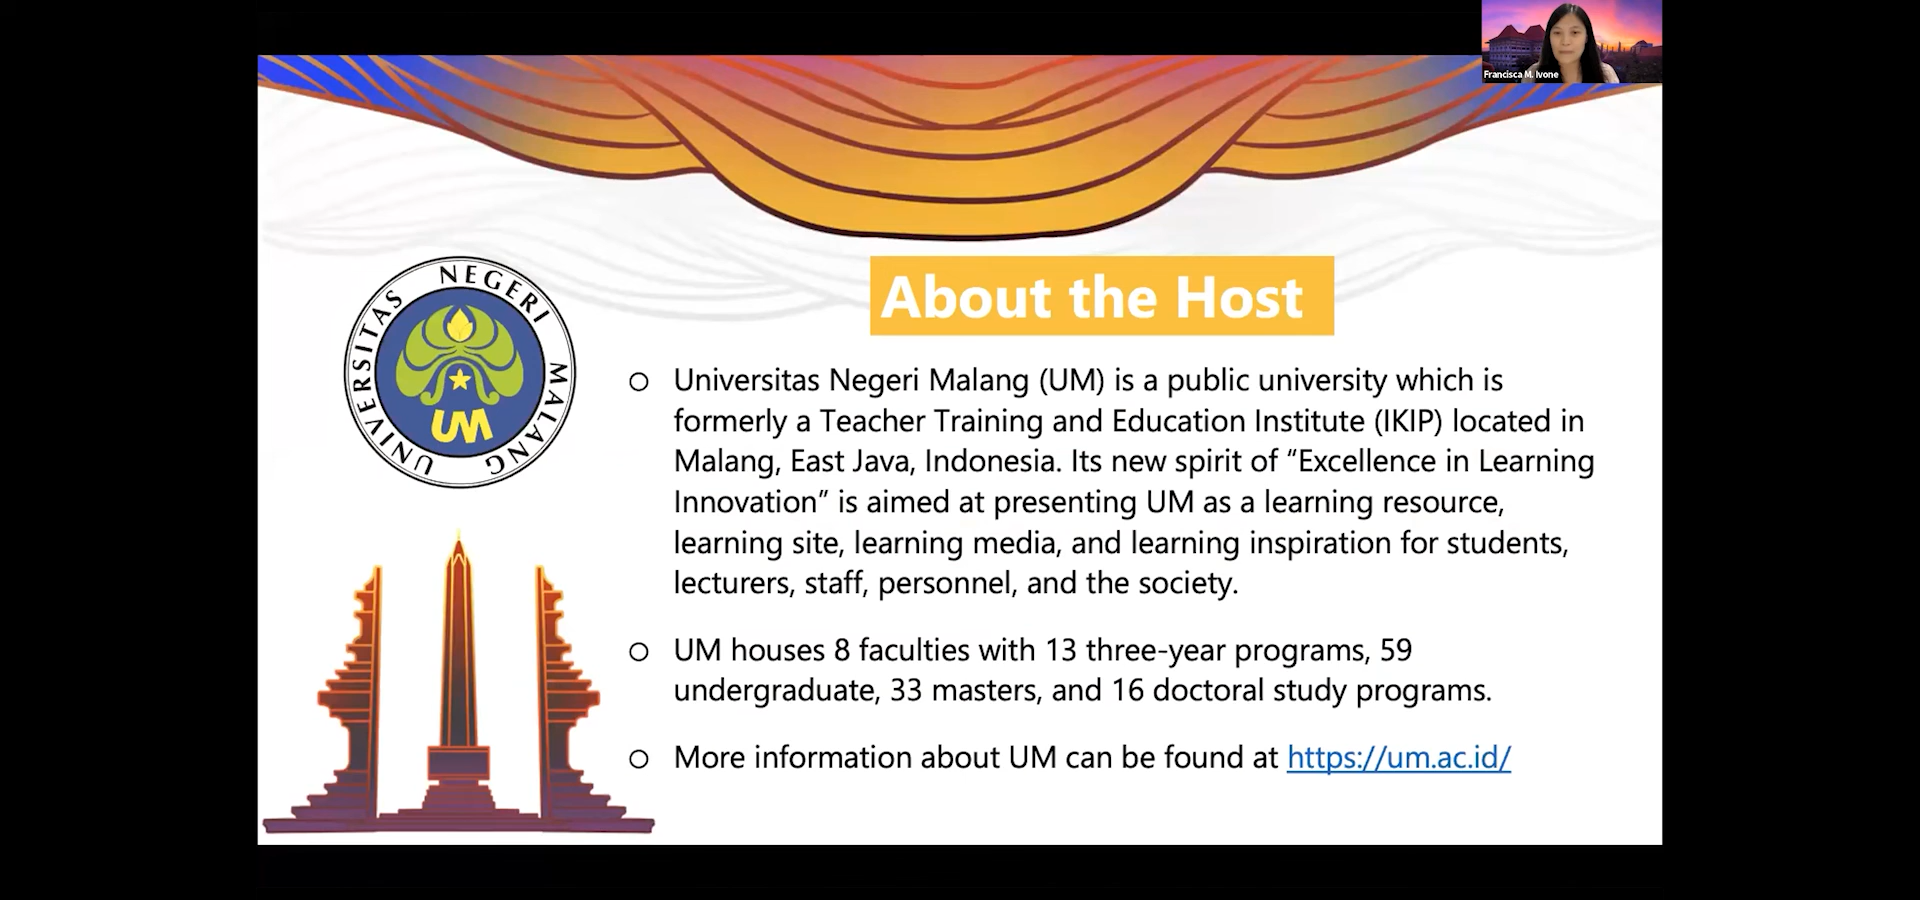 Francisca M. Ivone
UNIVERSITAS NEGERI MALANG
UM
About the Host
Universitas Negeri Malang (UM) is a public university which is
formerly a Teacher Training and Education Institute (IKIP) located in
Malang, East Java, Indonesia. Its new spirit of “Excellence in Learning
Innovation” is aimed at presenting UM as a learning resource,
learning site, learning media, and learning inspiration for students,
lecturers, staff, personnel, and the society.
UM houses 8 faculties with 13 three-year programs, 59
undergraduate, 33 masters, and 16 doctoral study programs.
More information about UM can be found at https://um.ac.id/